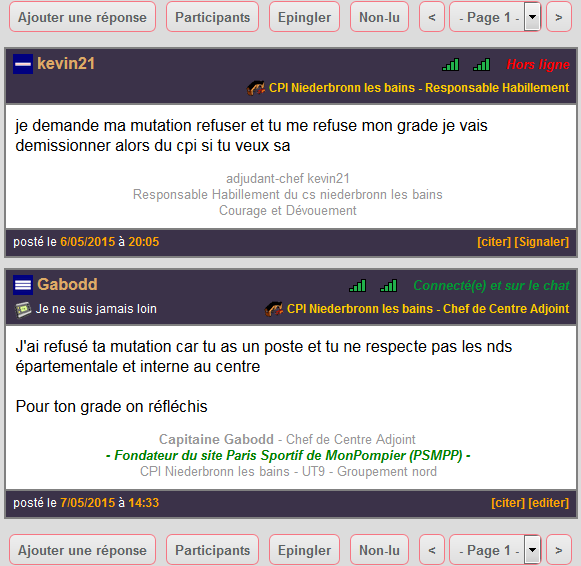 Ajouter une réponse Participants Epingler Non-lu < - Page 1 - >
kevin21 Hors ligne
CPI Niederbronn les bains - Responsable Habillement
je demande ma mutation refuser et tu me refuse mon grade je vais
demissionner alors du cpi si tu veux sa
adjudant-chef kevin21
Responsable Habillement du cs niederbronn les bains
Courage et Dévouement
posté le 6/05/2015 à 20:05 [citer] [Signaler]
Gabodd Connecté(e) et sur le chat
Je ne suis jamais loin CPI Niederbronn les bains - Chef de Centre Adjoint
J'ai refusé ta mutation car tu as un poste et tu ne respecte pas les nds
épartementale et interne au centre
Pour ton grade on réfléchis
Capitaine Gabodd - Chef de Centre Adjoint
- Fondateur du site Paris Sportif de MonPompier (PSMPP) -
CPI Niederbronn les bains - UT9 - Groupement nord
posté le 7/05/2015 à 14:33 [citer] [editer]
Ajouter une réponse Participants Epingler Non-lu < - Page 1 - >